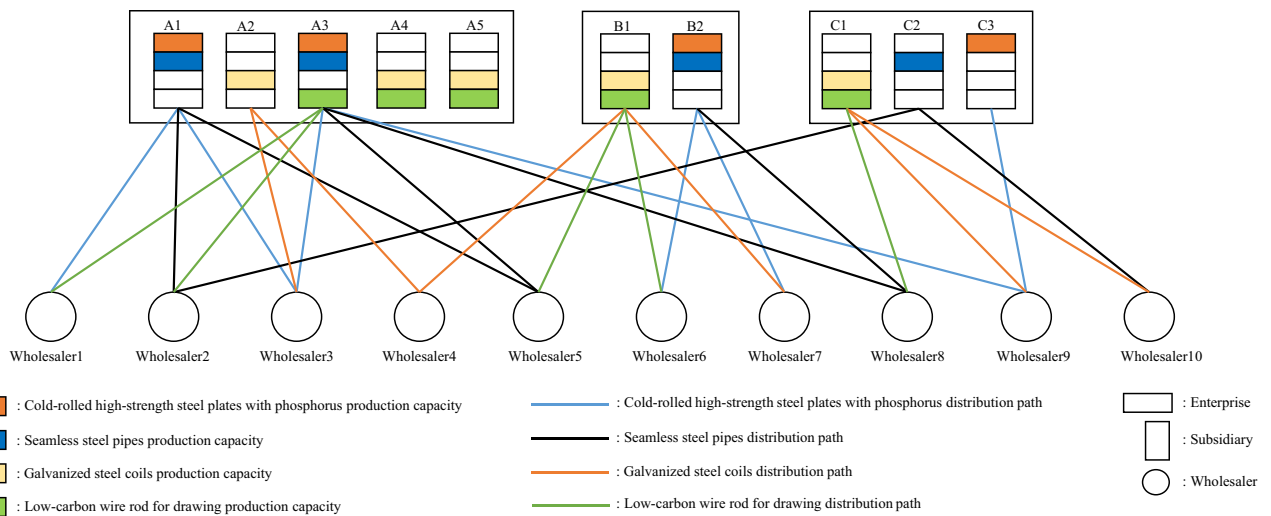 A1 A2 A3 A4 A5 B1 B2 C1 C2 C3
Wholesaler1 Wholesaler2 Wholesaler3 Wholesaler4 Wholesaler5 Wholesaler6 Wholesaler7 Wholesaler8 Wholesaler9 Wholesaler10
: Cold-rolled high-strength steel plates with phosphorus production capacity
: Seamless steel pipes production capacity
: Galvanized steel coils production capacity
: Low-carbon wire rod for drawing production capacity
: Cold-rolled high-strength steel plates with phosphorus distribution path
: Seamless steel pipes distribution path
: Galvanized steel coils distribution path
: Low-carbon wire rod for drawing distribution path
: Enterprise
: Subsidiary
: Wholesaler